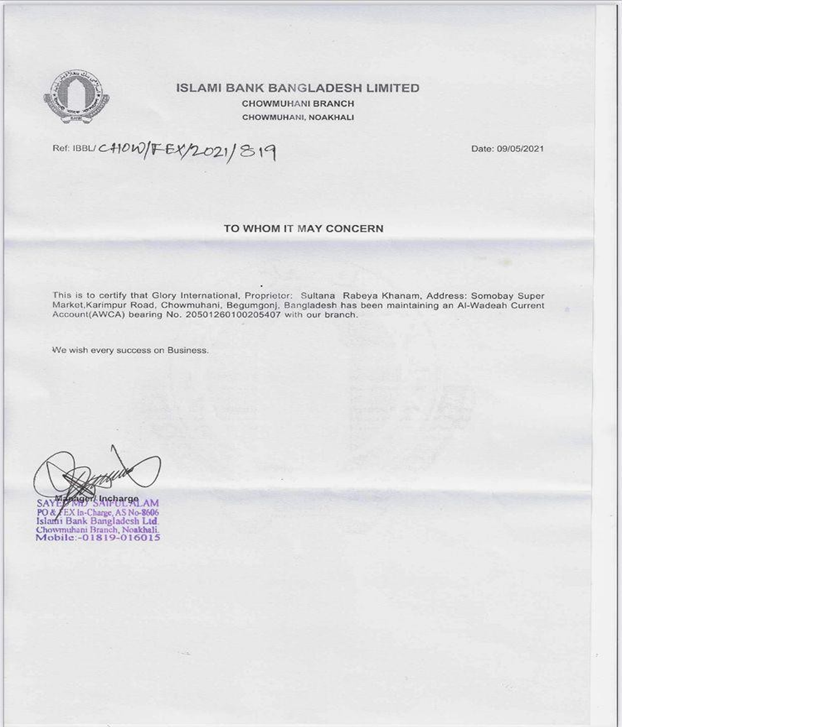 ISLAMI BANK BANGLADESH LIMITED
CHOWMUHANI BRANCH
CHOWMUHANI, NOAKHALI
Ref: IBBL/CHOW/FEX/2021/819
Date: 09/05/2021
TO WHOM IT MAY CONCERN
This is to certify that Glory International, Proprietor: Sultana Rabeya Khanam, Address: Somobay Super
Market,Karimpur Road, Chowmuhani, Begumgonj, Bangladesh has been maintaining an Al-Wadeah Current
Account(AWCA) bearing No. 20501260100205407 with our branch.
We wish every success on Business.
Manager/ Incharge
SAYED MD SAIFUL ALAM
PO & FEX In-Charge, AS No-8606
Islami Bank Bangladesh Ltd.
Chowmuhani Branch, Noakhali.
Mobile:-01819-016015